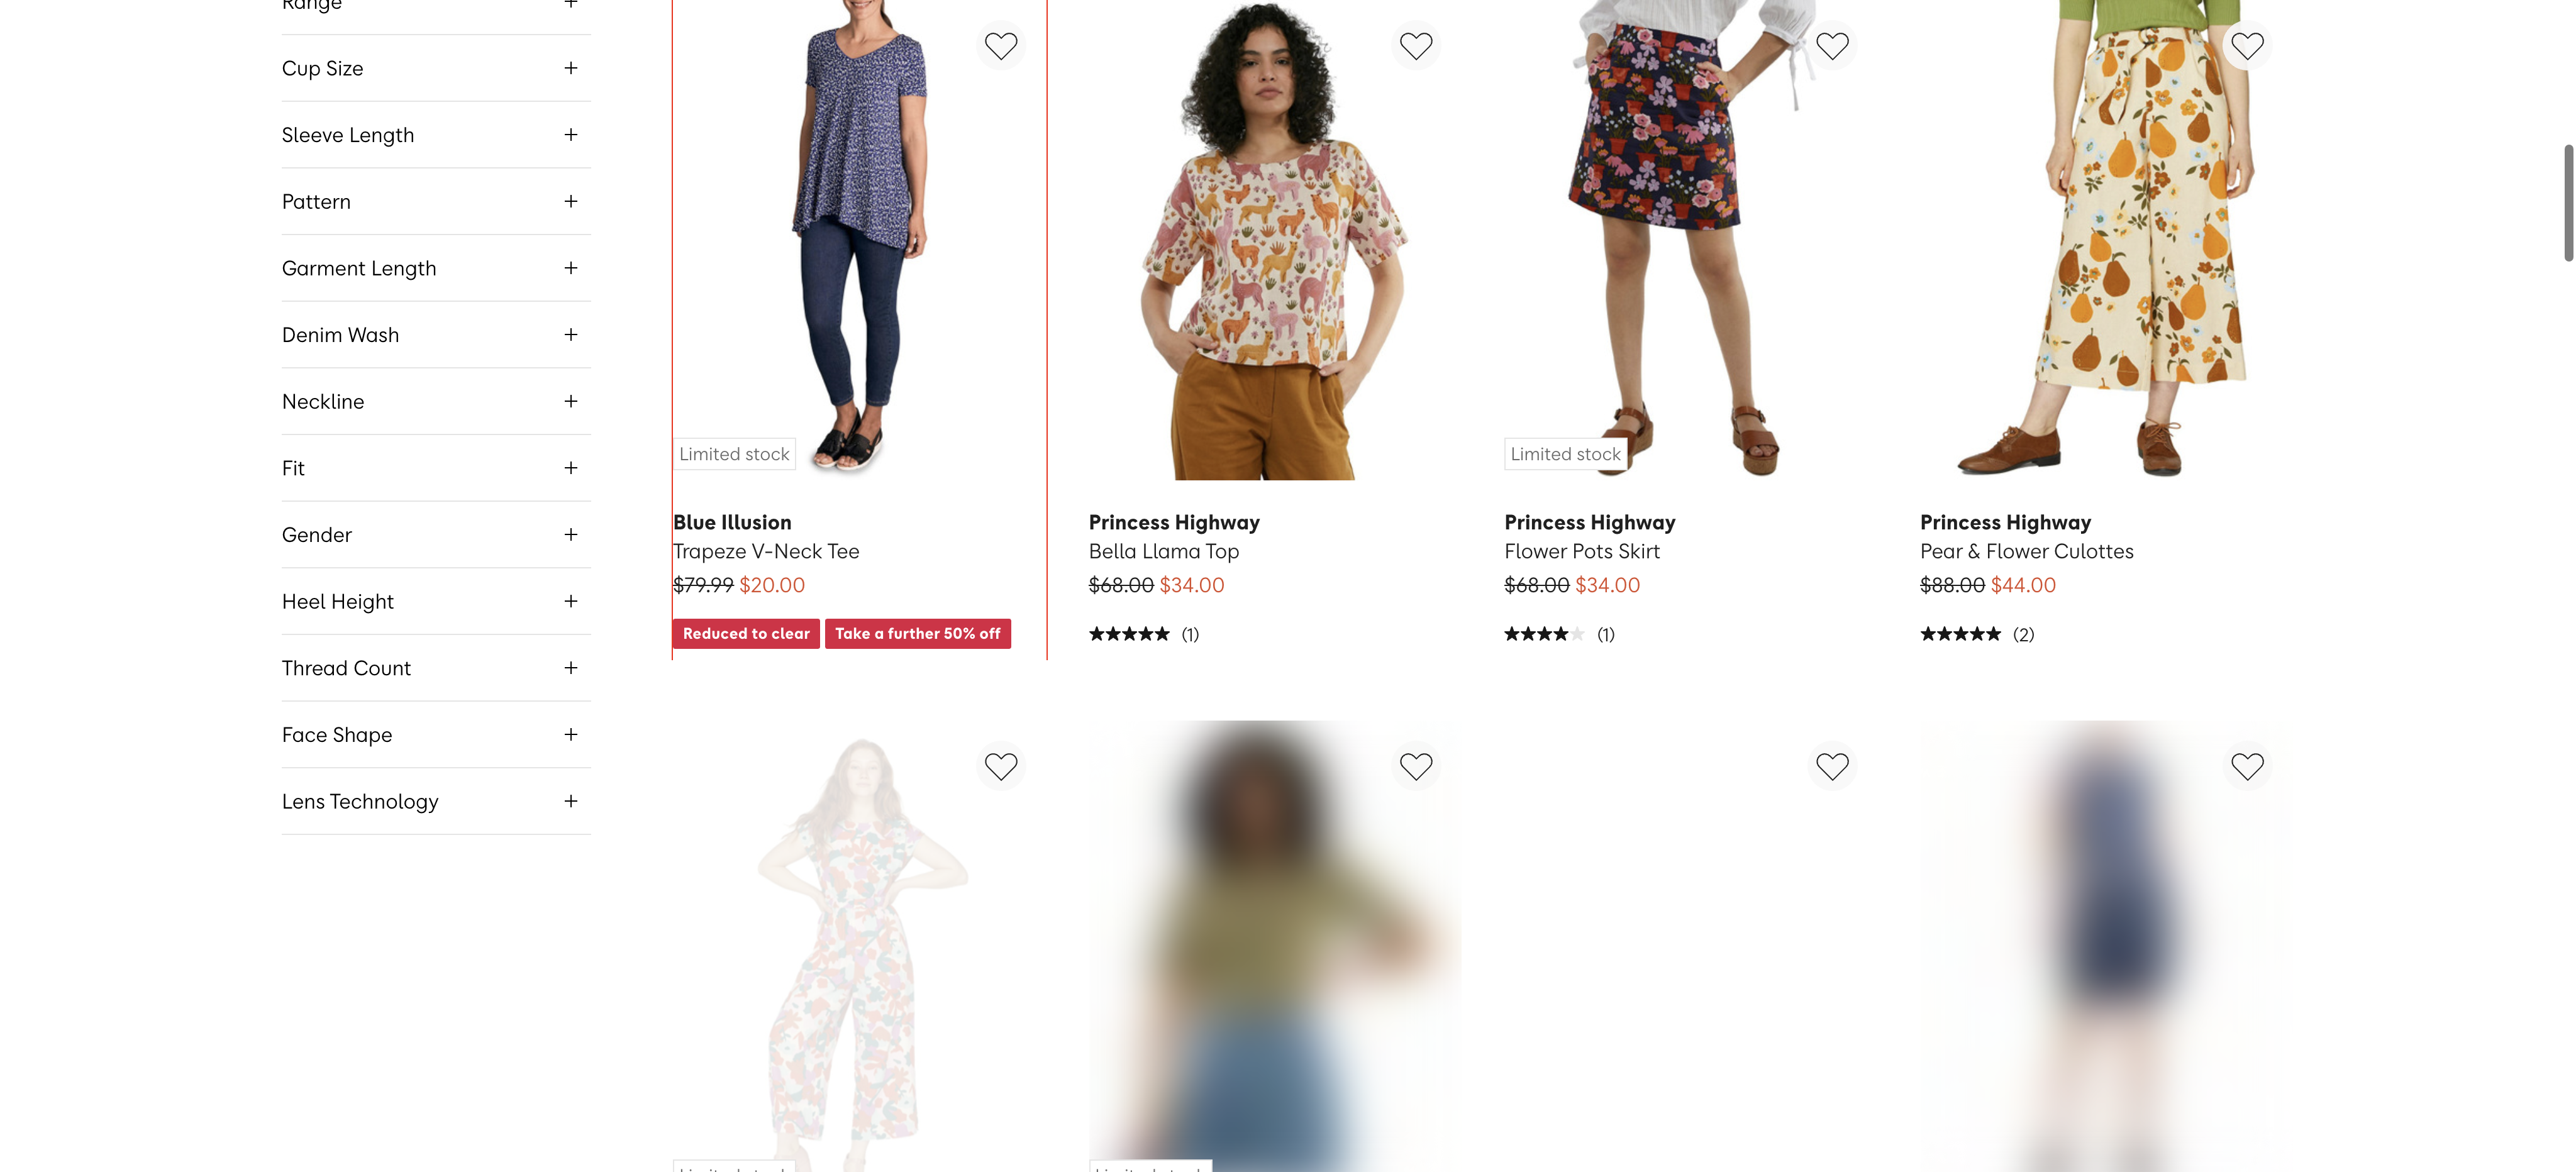 Range
Cup Size
Sleeve Length
Pattern
Garment Length
Denim Wash
Neckline
Fit
Gender
Heel Height
Thread Count
Face Shape
Lens Technology
Limited stock
Blue Illusion
Trapeze V-Neck Tee
$79.99 $20.00
Reduced to clear Take a further 50% off
Princess Highway
Bella Llama Top
$68.00 $34.00
(1)
Limited stock
Princess Highway
Flower Pots Skirt
$68.00 $34.00
(1)
Princess Highway
Pear & Flower Culottes
$88.00 $44.00
(2)